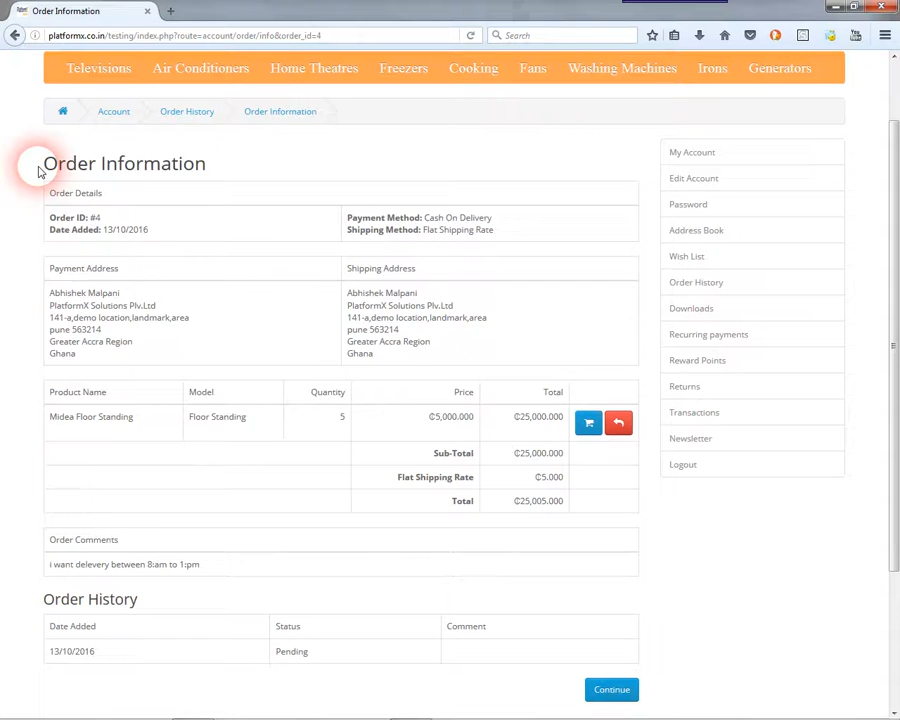 Order Information
platformx.co.in/testing/index.php?route=account/order/info&order_id=4
Search
Televisions Air Conditioners Home Theatres Freezers Cooking Fans Washing Machines Irons Generators
Account Order History Order Information
Order Information
Order Details
Order ID: #4
Date Added: 13/10/2016
Payment Method: Cash On Delivery
Shipping Method: Flat Shipping Rate
Payment Address
Abhishek Malpani
PlatformX Solutions Plv.Ltd
141-a,demo location,landmark,area
pune 563214
Greater Accra Region
Ghana
Shipping Address
Abhishek Malpani
PlatformX Solutions Plv.Ltd
141-a,demo location,landmark,area
pune 563214
Greater Accra Region
Ghana
Product Name Model Quantity Price Total
Midea Floor Standing Floor Standing 5 ₵5,000.000 ₵25,000.000
Sub-Total ₵25,000.000
Flat Shipping Rate ₵5.000
Total ₵25,005.000
Order Comments
i want delevery between 8:am to 1:pm
Order History
Date Added Status Comment
13/10/2016 Pending
Continue
My Account
Edit Account
Password
Address Book
Wish List
Order History
Downloads
Recurring payments
Reward Points
Returns
Transactions
Newsletter
Logout